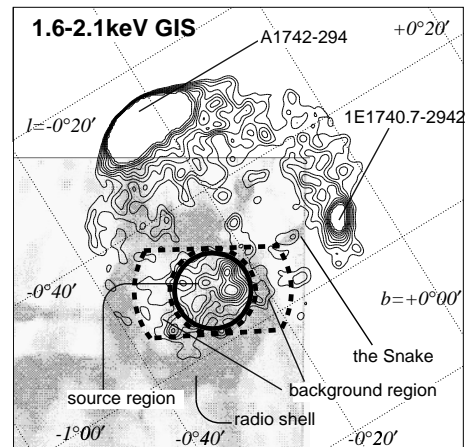 1.6-2.1keV GIS
A1742-294
+0°20′
1E1740.7-2942
l=-0°20′
-0°40′
b=+0°00′
the Snake
source region
background region
radio shell
-1°00′
-0°40′
-0°20′